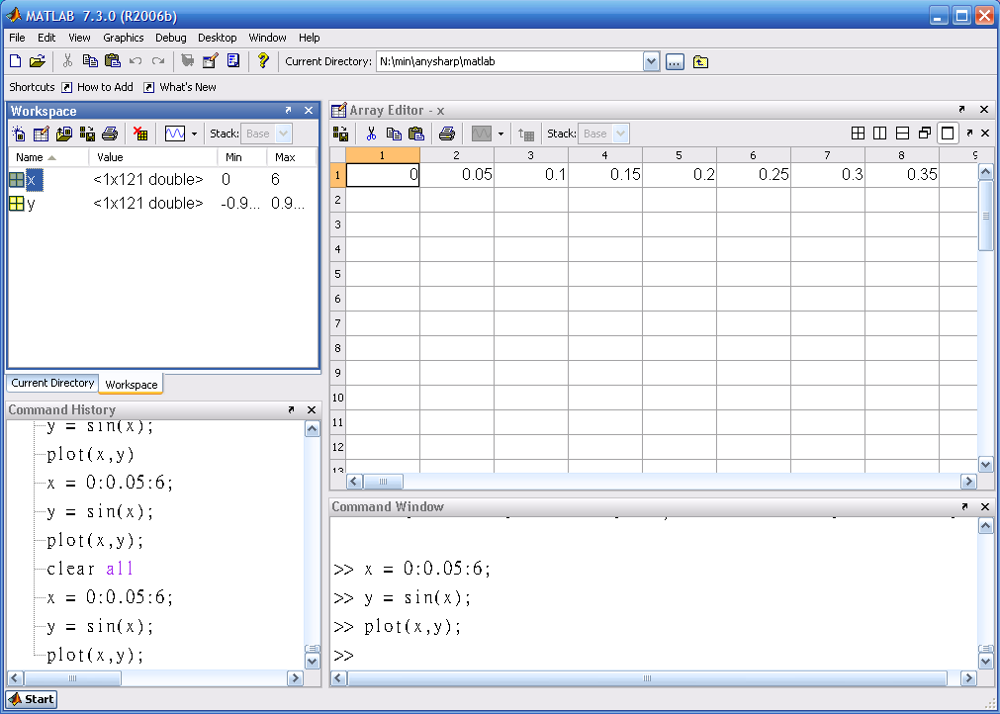 MATLAB 7.3.0 (R2006b)
File Edit View Graphics Debug Desktop Window Help
Current Directory: N:\min\anysharp\matlab
Shortcuts How to Add What's New
Workspace
Stack: Base
Name Value Min Max
x <1x121 double> 0 6
y <1x121 double> -0.9... 0.9...
Current Directory Workspace
Command History
y = sin(x);
plot(x,y)
x = 0:0.05:6;
y = sin(x);
plot(x,y);
clear all
x = 0:0.05:6;
y = sin(x);
plot(x,y);
Array Editor - x
Stack: Base
1 2 3 4 5 6 7 8 9
1 0 0.05 0.1 0.15 0.2 0.25 0.3 0.35
2
3
4
5
6
7
8
9
10
11
12
13
Command Window
>> x = 0:0.05:6;
>> y = sin(x);
>> plot(x,y);
>>
Start